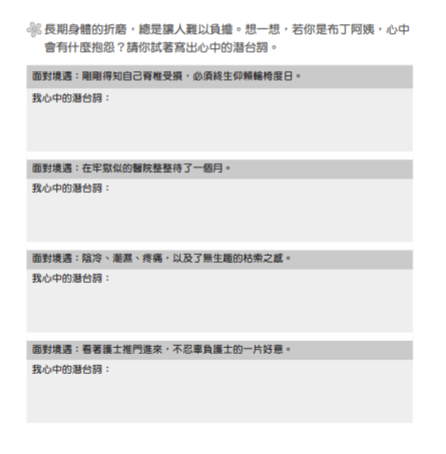 長期身體的折磨，總是讓人難以負擔。想一想，若你是布丁阿姨，心中
會有什麼抱怨？請你試著寫出心中的潛台詞。
面對境遇：剛剛得知自己脊椎受損，必須終生仰賴輪椅度日。
我心中的潛台詞：
面對境遇：在牢獄似的醫院整整待了一個月。
我心中的潛台詞：
面對境遇：陰冷、潮濕、疼痛，以及了無生趣的枯索之感。
我心中的潛台詞：
面對境遇：看著護士推門進來，不忍辜負護士的一片好意。
我心中的潛台詞：